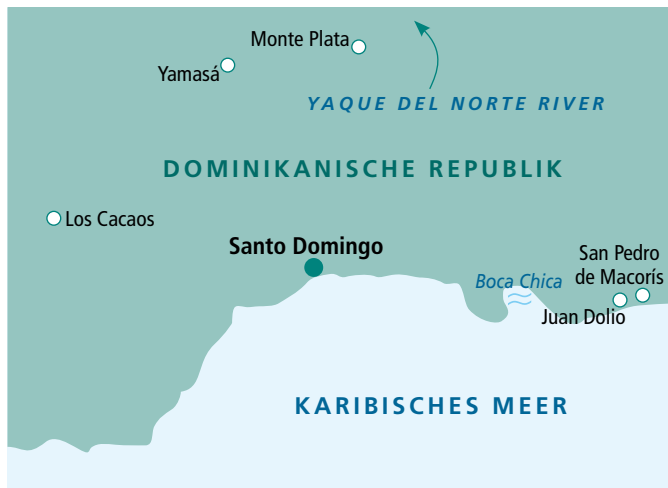 Monte Plata
Yamasá
YAQUE DEL NORTE RIVER
DOMINIKANISCHE REPUBLIK
Los Cacaos
Santo Domingo
San Pedro
de Macorís
Boca Chica
Juan Dolio
KARIBISCHES MEER